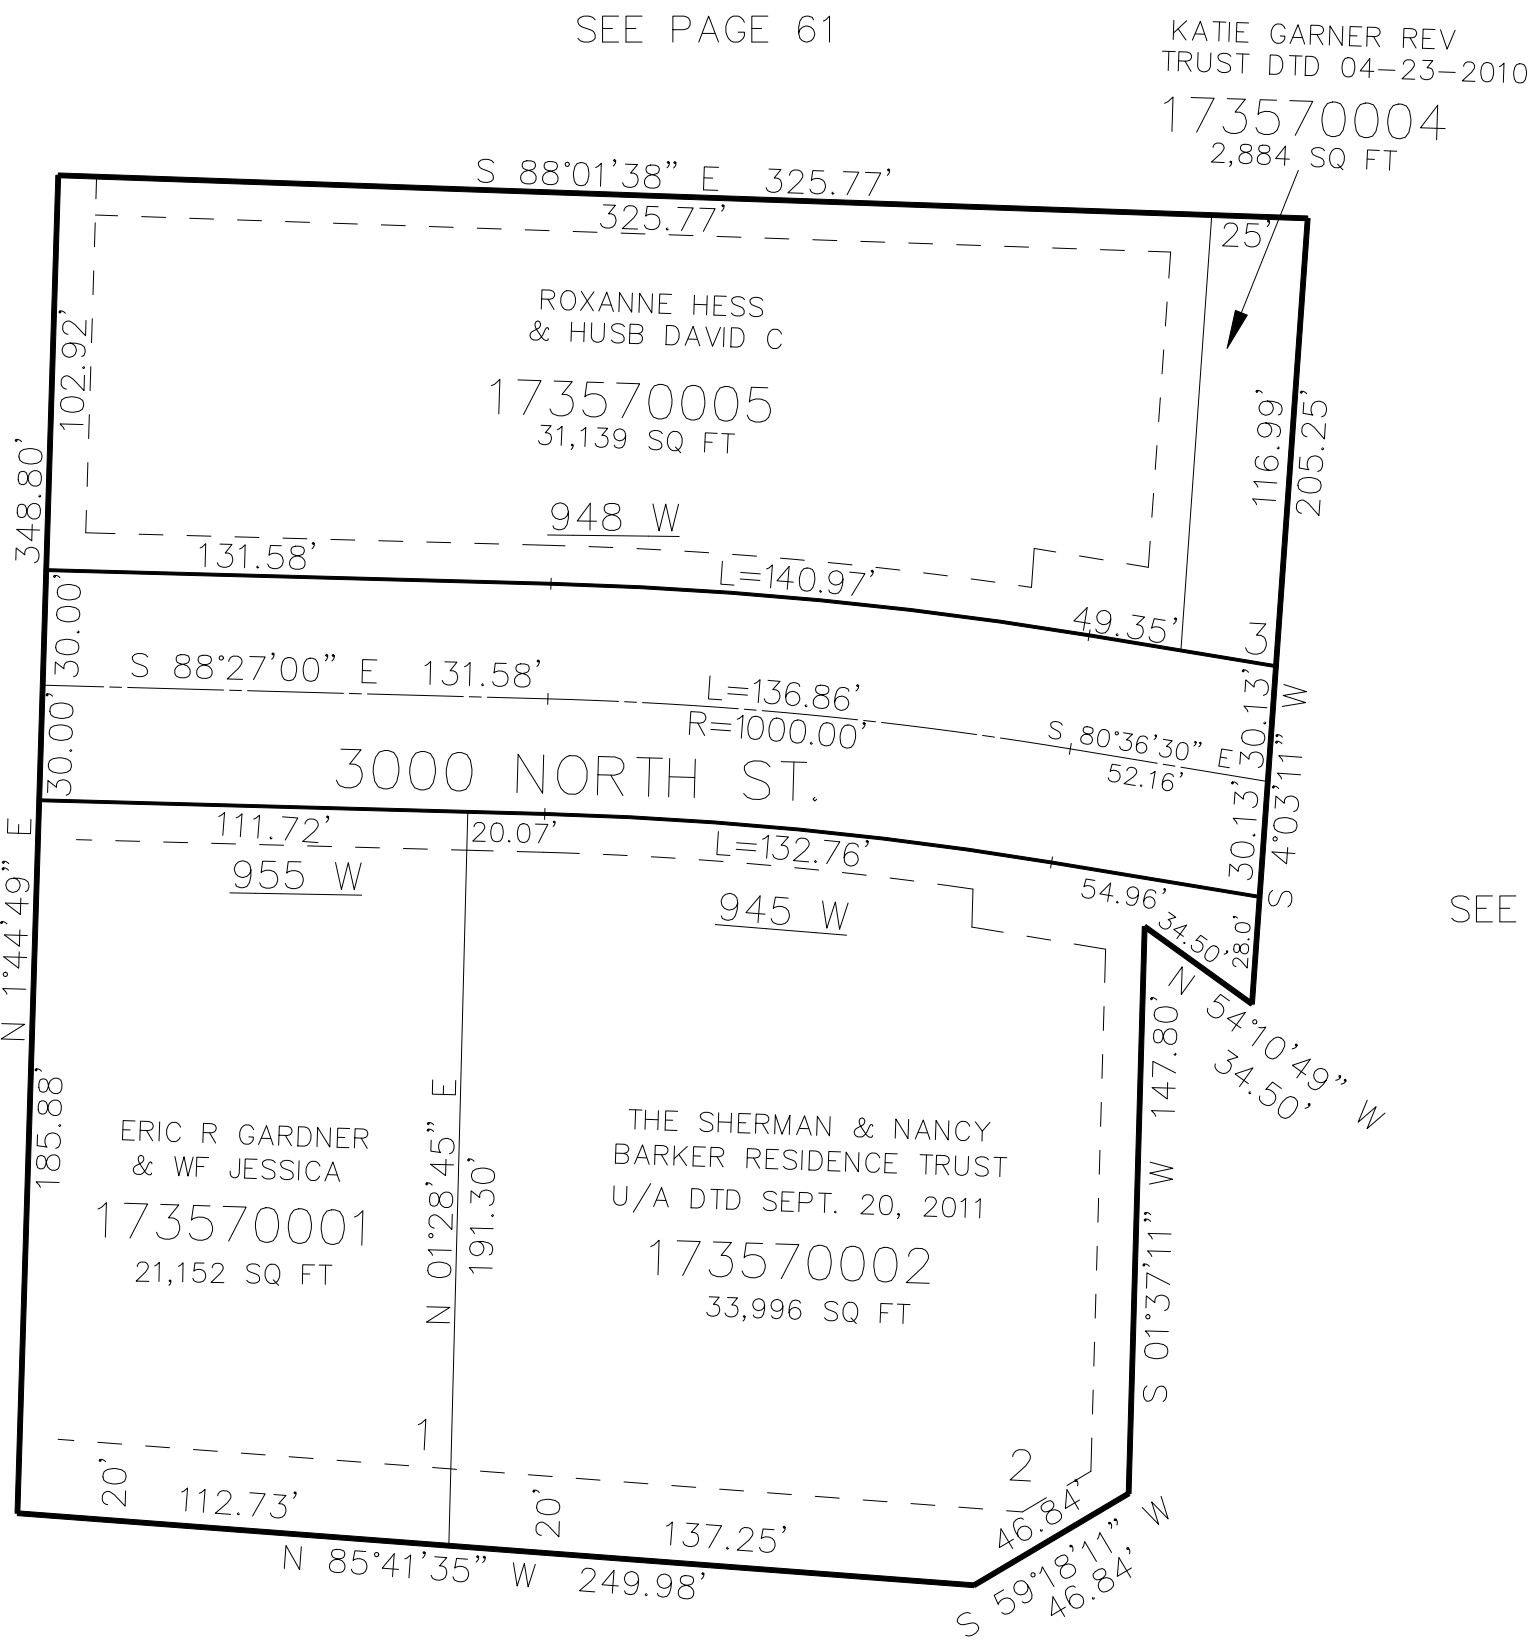 SEE PAGE 61
KATIE GARNER REV
TRUST DTD 04-23-2010
173570004
2,884 SQ FT
S 88°01'38" E 325.77'
325.77'
25'
ROXANNE HESS
& HUSB DAVID C
173570005
31,139 SQ FT
948 W
102.92'
348.80'
116.99'
205.25'
131.58'
L=140.97'
49.35'
3
30.00'
30.00'
S 88°27'00" E 131.58'
L=136.86'
R=1000.00'
S 80°36'30" E
52.16'
30.13'
30.13'
S 4°03'11" W
3000 NORTH ST.
111.72'
20.07'
L=132.76'
54.96'
955 W
945 W
34.50'
28.0'
SEE
N 1°44'49" E
N 54°10'49" W
34.50'
147.80'
S 01°37'11" W
185.88'
ERIC R GARDNER
& WF JESSICA
173570001
21,152 SQ FT
N 01°28'45" E
191.30'
THE SHERMAN & NANCY
BARKER RESIDENCE TRUST
U/A DTD SEPT. 20, 2011
173570002
33,996 SQ FT
1
2
20'
112.73'
20'
137.25'
46.84'
N 85°41'35" W 249.98'
S 59°18'11" W
46.84'